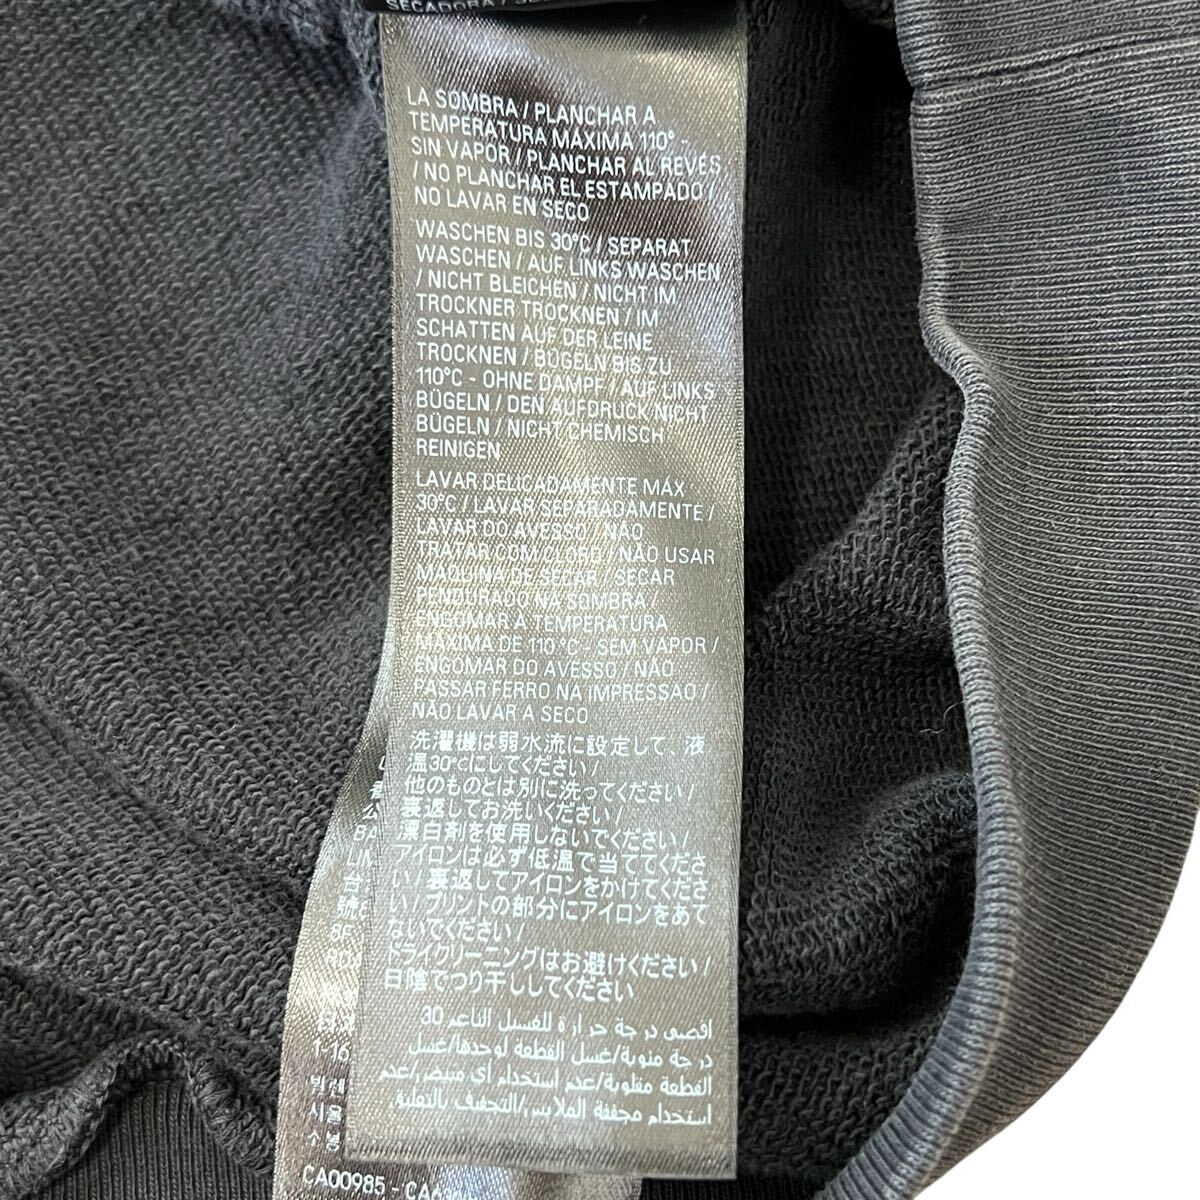 SECADORA /
LA SOMBRA / PLANCHAR A
TEMPERATURA MÁXIMA 110° -
SIN VAPOR / PLANCHAR AL REVÉS
/ NO PLANCHAR EL ESTAMPADO /
NO LAVAR EN SECO
WASCHEN BIS 30°C / SEPARAT
WASCHEN / AUF LINKS WASCHEN
/ NICHT BLEICHEN / NICHT IM
TROCKNER TROCKNEN / IM
SCHATTEN AUF DER LEINE
TROCKNEN / BÜGELN BIS ZU
110°C - OHNE DAMPF / AUF LINKS
BÜGELN / DEN AUFDRUCK NICHT
BÜGELN / NICHT CHEMISCH
REINIGEN
LAVAR DELICADAMENTE MÁX
30°C / LAVAR SEPARADAMENTE /
LAVAR DO AVESSO / NÃO
TRATAR COM CLORO / NÃO USAR
MÁQUINA DE SECAR / SECAR
PENDURADO NA SOMBRA /
ENGOMAR À TEMPERATURA
MÁXIMA DE 110 °C - SEM VAPOR /
ENGOMAR DO AVESSO / NÃO
PASSAR FERRO NA IMPRESSÃO /
NÃO LAVAR A SECO
洗濯機は弱水流に設定して、液
温30℃にしてください /
他のものとは別に洗ってください /
裏返してお洗いください /
漂白剤を使用しないでください /
アイロンは必ず低温で当ててくださ
い / 裏返してアイロンをかけてくださ
い / プリントの部分にアイロンをあて
ないでください /
ドライクリーニングはお避けください /
日陰でつり干ししてください
اقصى درجة حرارة للغسل الناعم 30
درجة مئوية/غسل القطعة لوحدها/غسل
القطعة مقلوبة/عدم استخدام أي مبيض/عدم
استخدام مجففة الملابس/التجفيف بالتعليق
BA
LIM
台
號
8F
1-16
서울
CA00985 -